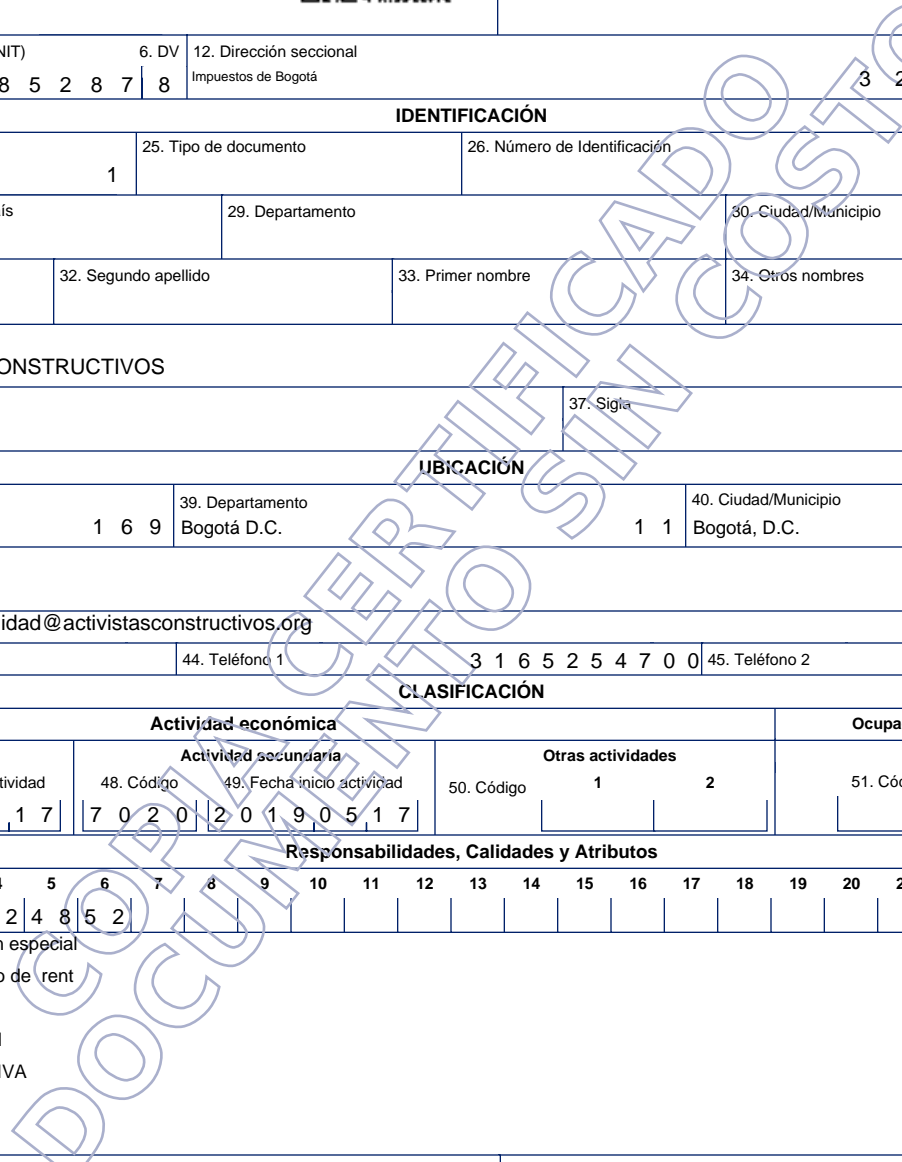 NIT) 6. DV 12. Dirección seccional
8 5 2 8 7 8 Impuestos de Bogotá 3 2
IDENTIFICACIÓN
25. Tipo de documento 26. Número de Identificación
1
ís 29. Departamento 30. Ciudad/Municipio
32. Segundo apellido 33. Primer nombre 34. Otros nombres
ONSTRUCTIVOS
37. Sigla
UBICACIÓN
39. Departamento 40. Ciudad/Municipio
1 6 9 Bogotá D.C. 1 1 Bogotá, D.C.
idad@activistasconstructivos.org
44. Teléfono 1 3 1 6 5 2 5 4 7 0 0 45. Teléfono 2
CLASIFICACIÓN
Actividad económica Ocupa
Actividad secundaria Otras actividades
tividad 48. Código 49. Fecha inicio actividad 50. Código 1 2 51. Cód
1 7 7 0 2 0 2 0 1 9 0 5 1 7
Responsabilidades, Calidades y Atributos
4 5 6 7 8 9 10 11 12 13 14 15 16 17 18 19 20 2
2 4 8 5 2
n especial
o de rent
IVA
COPIA CERTIFICADO
DOCUMENTO SIN COSTO